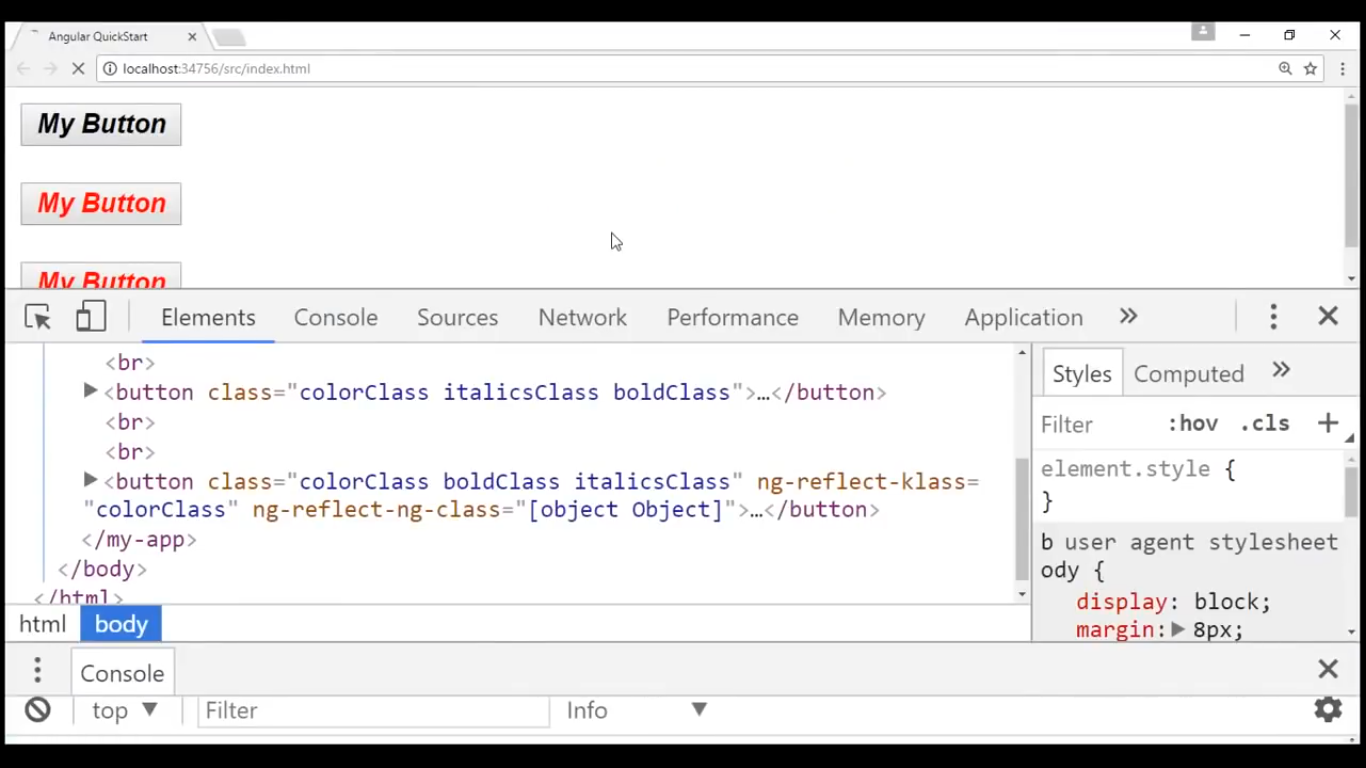 Angular QuickStart
localhost:34756/src/index.html
My Button
My Button
My Button
Elements Console Sources Network Performance Memory Application »
<br>
<button class="colorClass italicsClass boldClass">…</button>
<br>
<br>
<button class="colorClass boldClass italicsClass" ng-reflect-klass=
"colorClass" ng-reflect-ng-class="[object Object]">…</button>
</my-app>
</body>
</html>
html body
Styles Computed »
Filter :hov .cls +
element.style {
}
b user agent stylesheet
ody {
display: block;
margin: 8px;
Console
top Filter Info